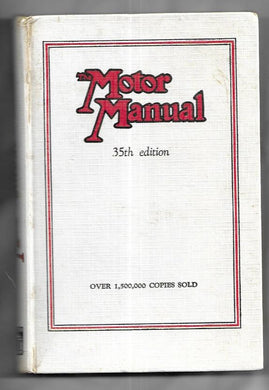 The Motor
Manual
35th edition
OVER 1,500,000 COPIES SOLD